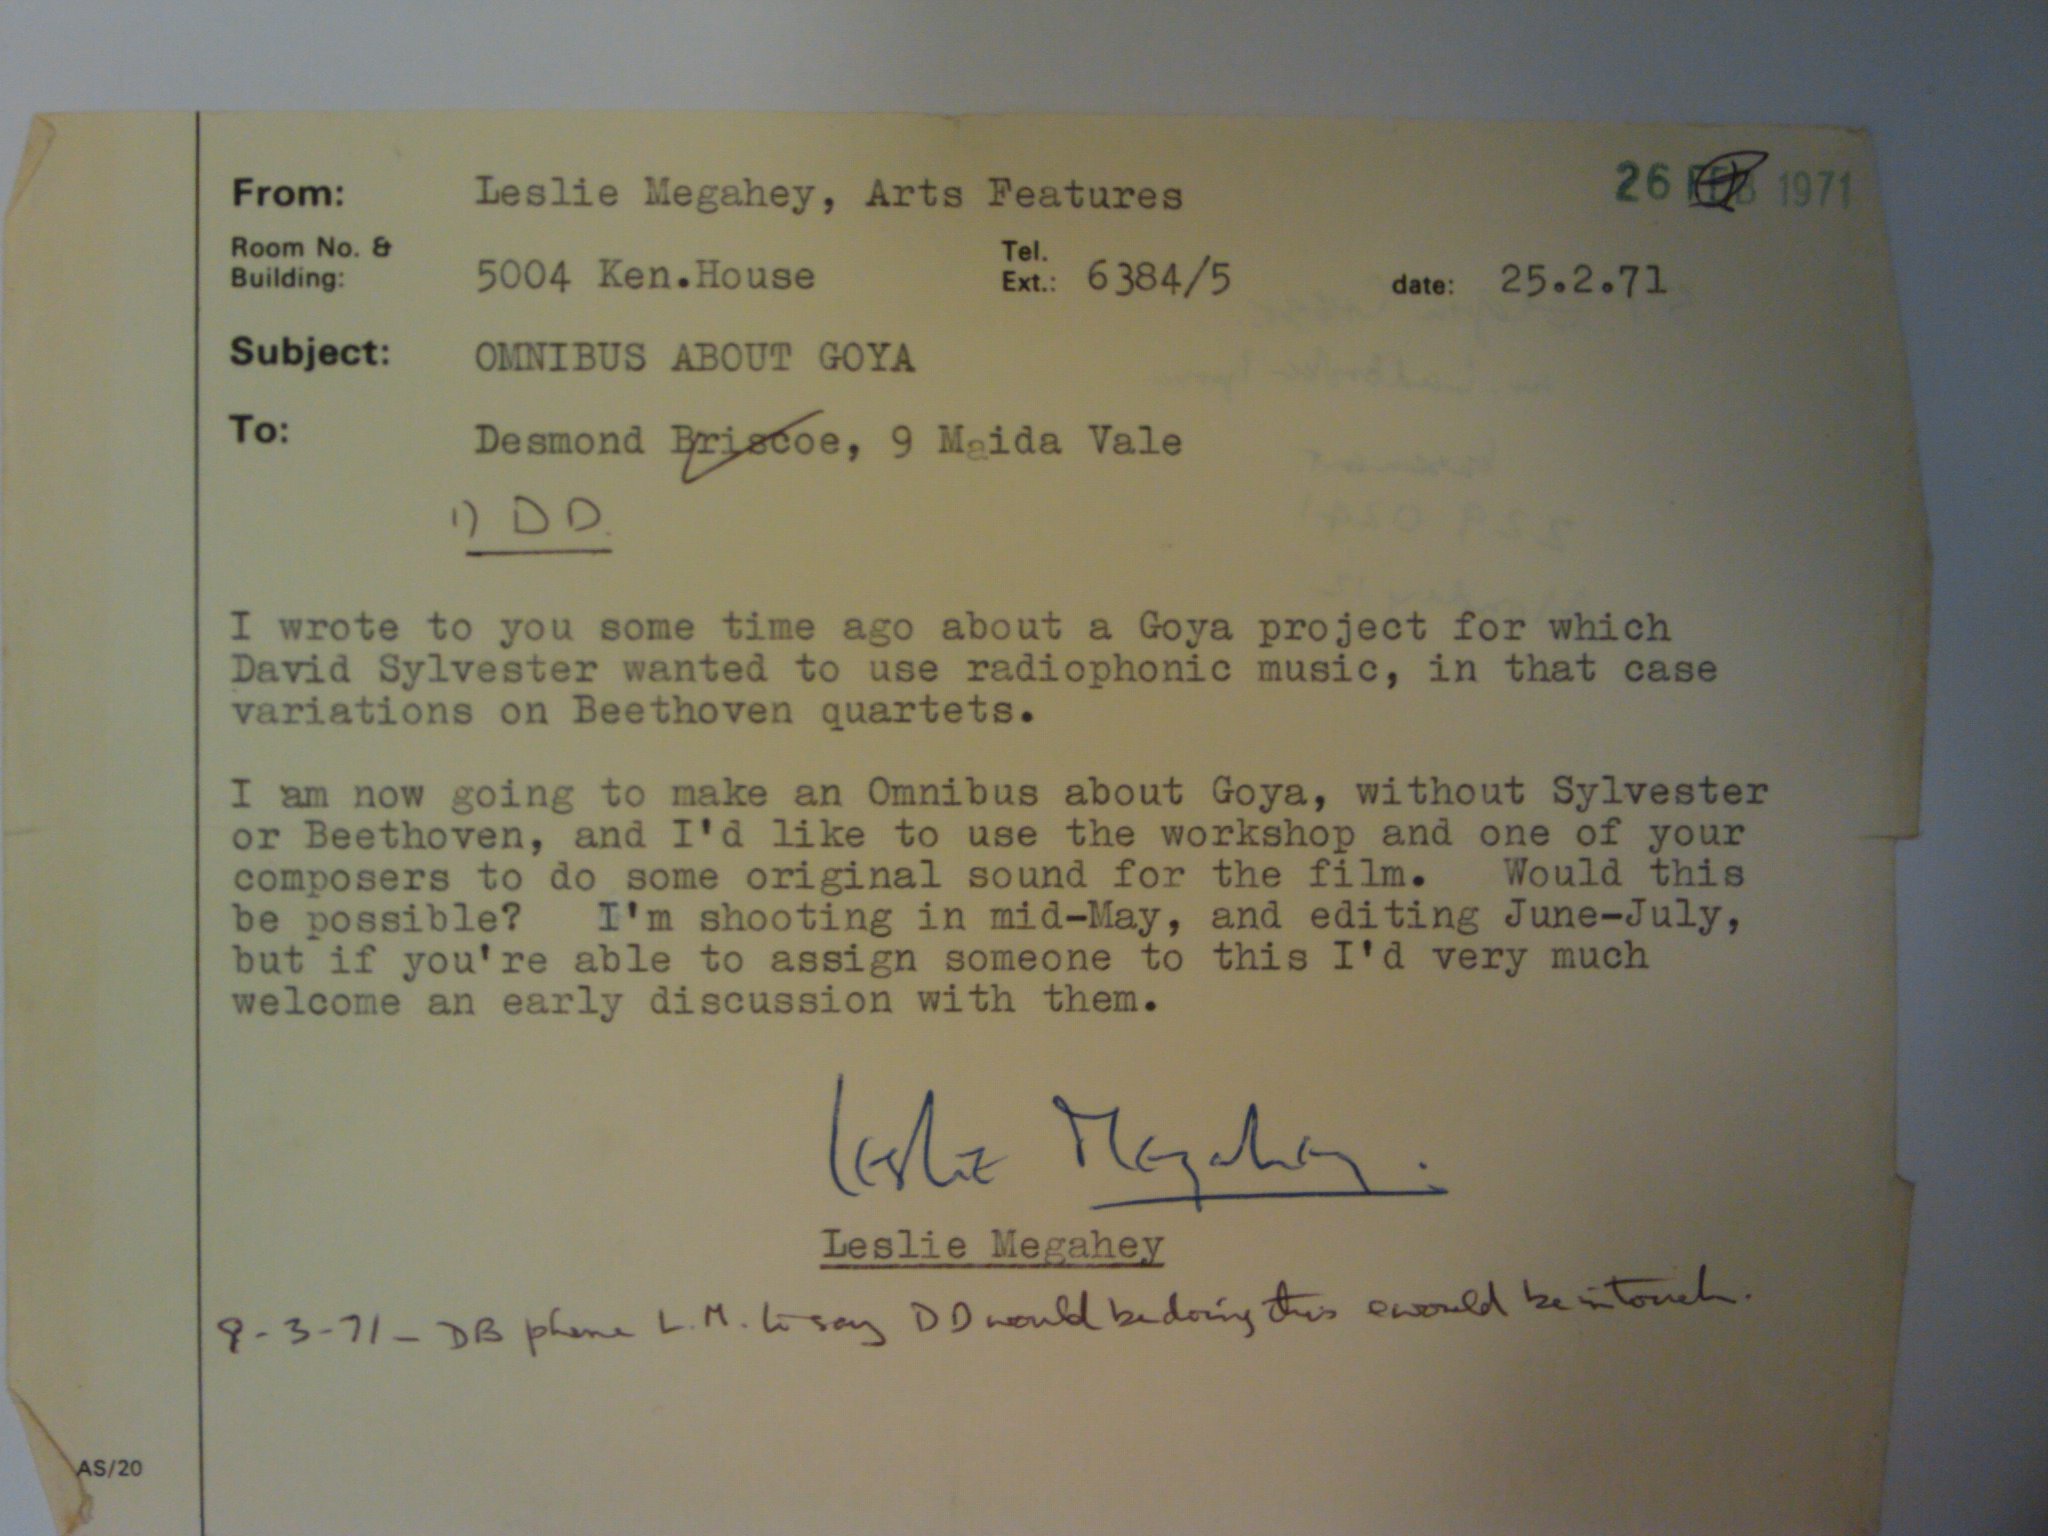 26 FEB 1971
From: Leslie Megahey, Arts Features
Room No. &
Building: 5004 Ken.House Tel.
Ext.: 6384/5 date: 25.2.71
Subject: OMNIBUS ABOUT GOYA
To: Desmond Briscoe, 9 Maida Vale
1) DD.
I wrote to you some time ago about a Goya project for which
David Sylvester wanted to use radiophonic music, in that case
variations on Beethoven quartets.
I am now going to make an Omnibus about Goya, without Sylvester
or Beethoven, and I'd like to use the workshop and one of your
composers to do some original sound for the film. Would this
be possible? I'm shooting in mid-May, and editing June-July,
but if you're able to assign someone to this I'd very much
welcome an early discussion with them.
Leslie Megahey.
Leslie Megahey
9-3-71 - DB phone L.M. to say DD would be doing this & would be in touch.
AS/20